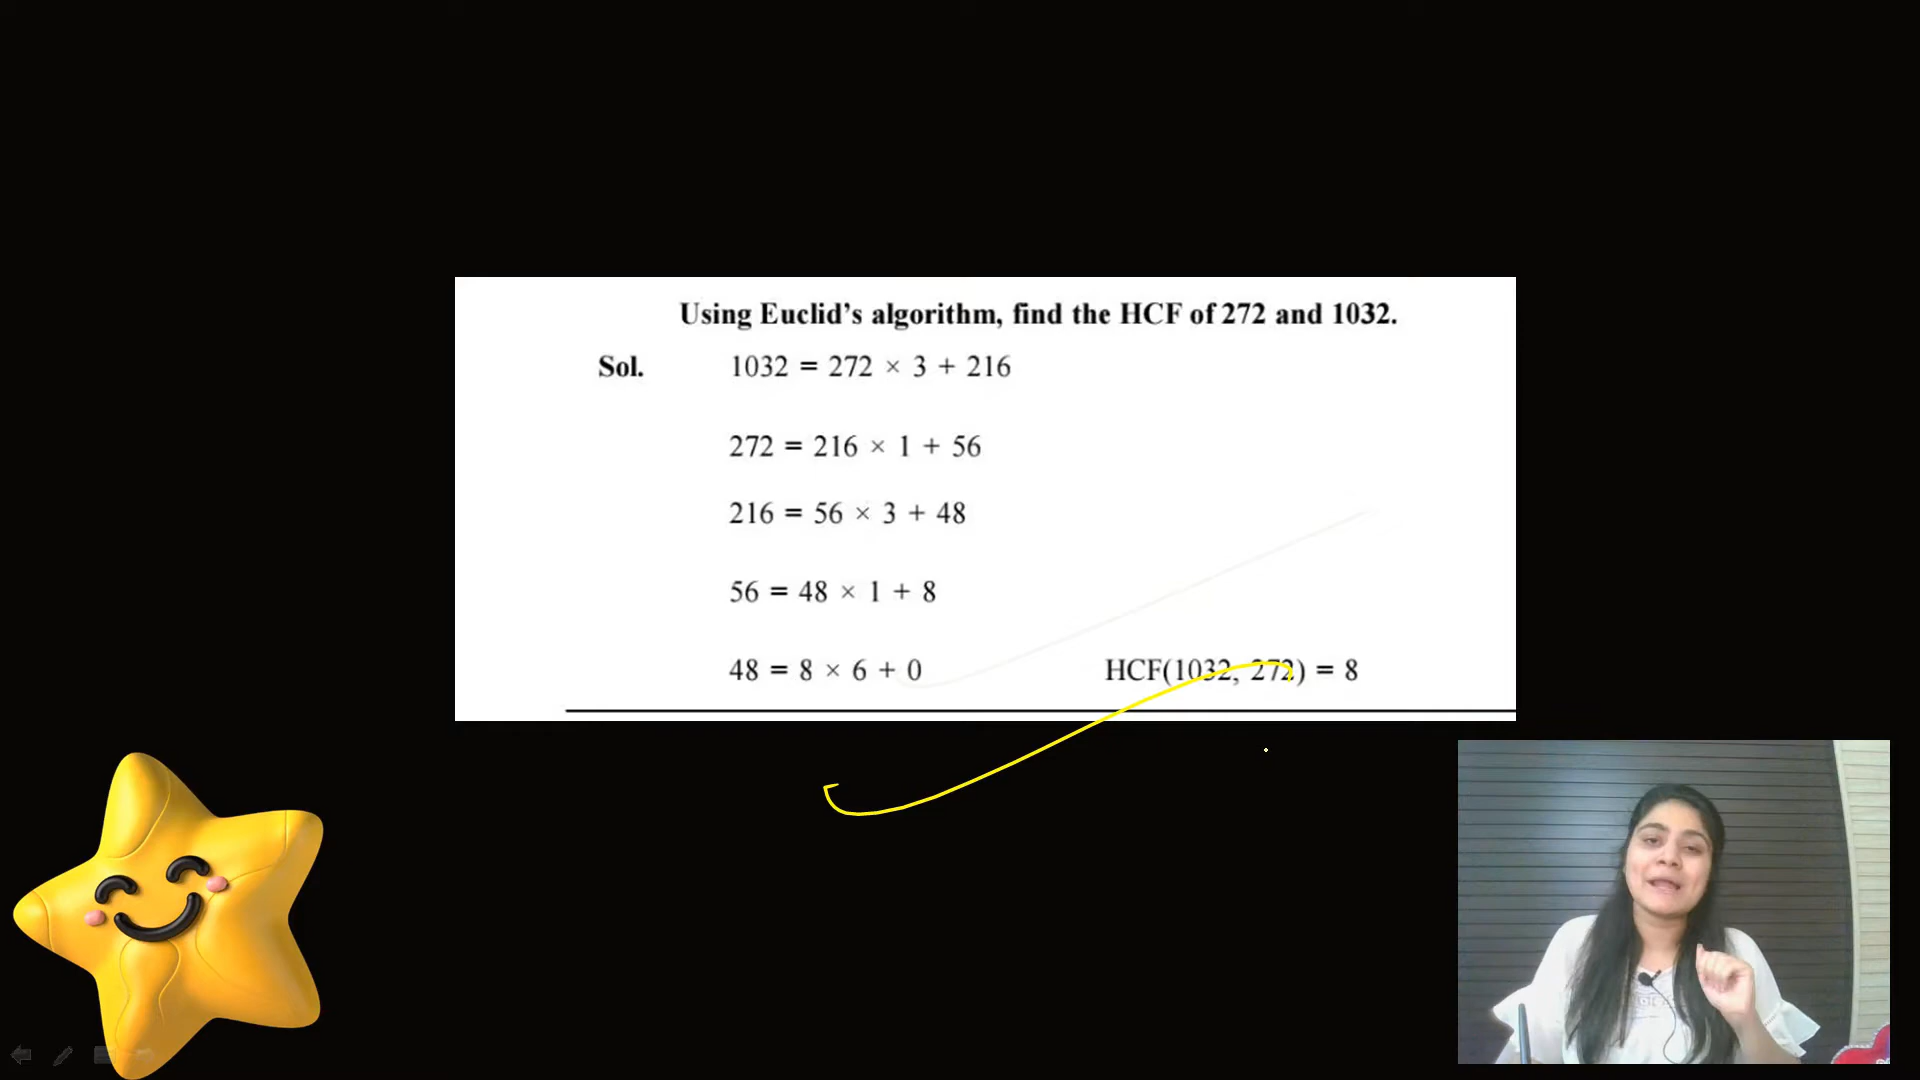 Using Euclid’s algorithm, find the HCF of 272 and 1032.
Sol. 1032 = 272 × 3 + 216
272 = 216 × 1 + 56
216 = 56 × 3 + 48
56 = 48 × 1 + 8
48 = 8 × 6 + 0 HCF(1032, 272) = 8